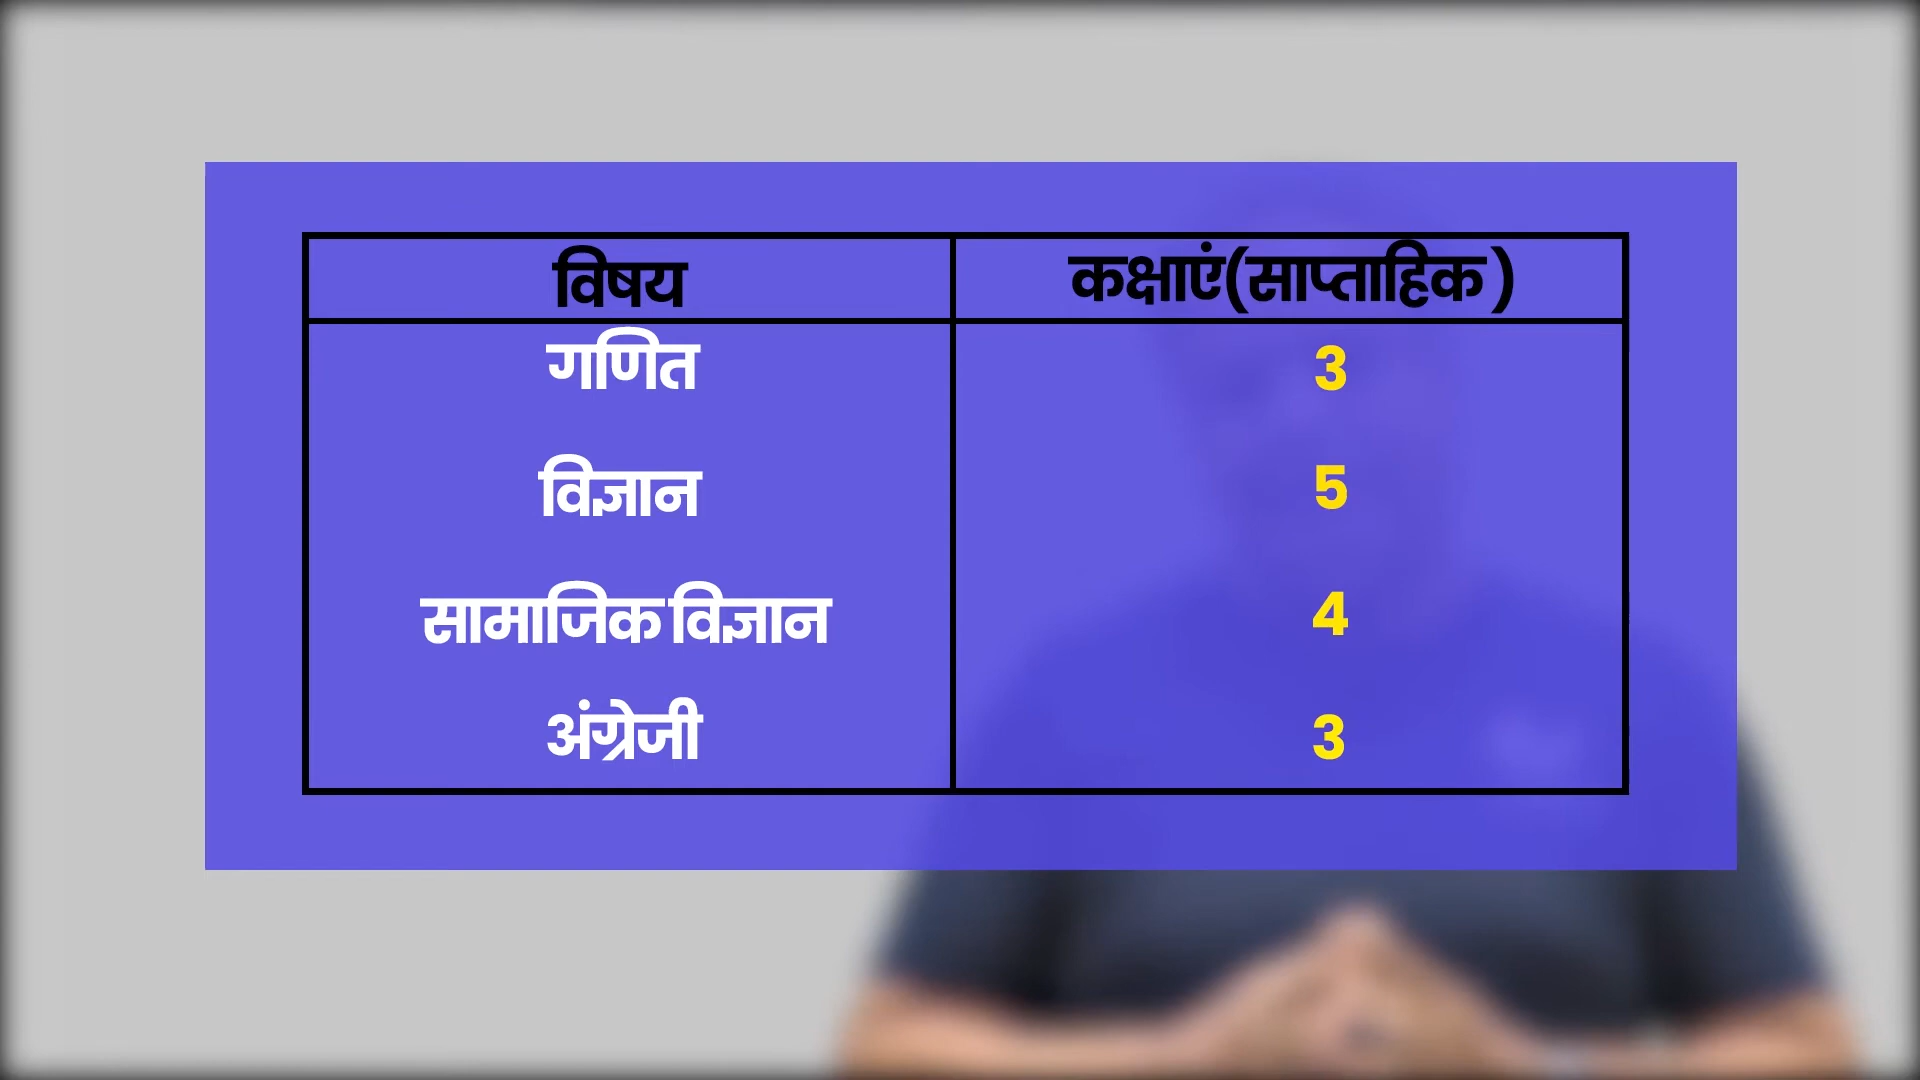 विषय कक्षाएं(साप्ताहिक)
गणित 3
विज्ञान 5
सामाजिक विज्ञान 4
अंग्रेजी 3